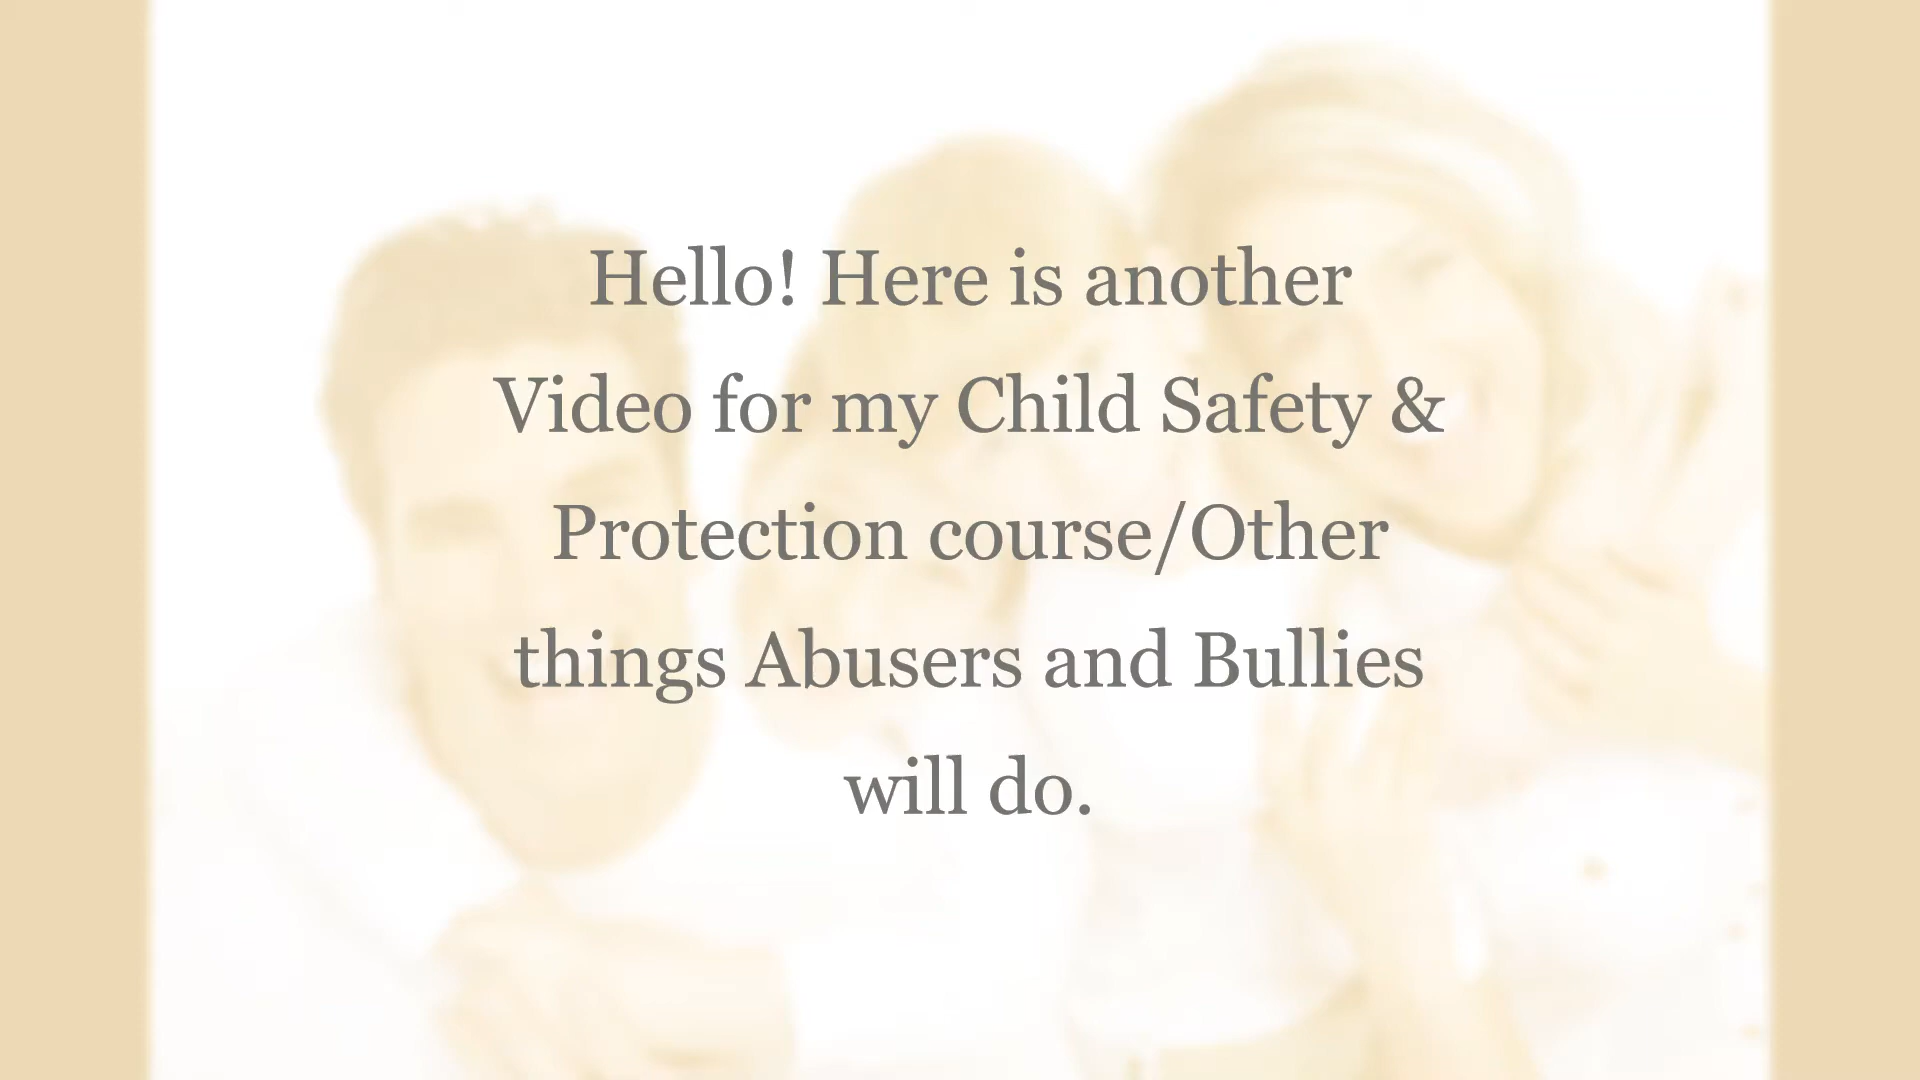 Hello! Here is another
Video for my Child Safety &
Protection course/Other
things Abusers and Bullies
will do.